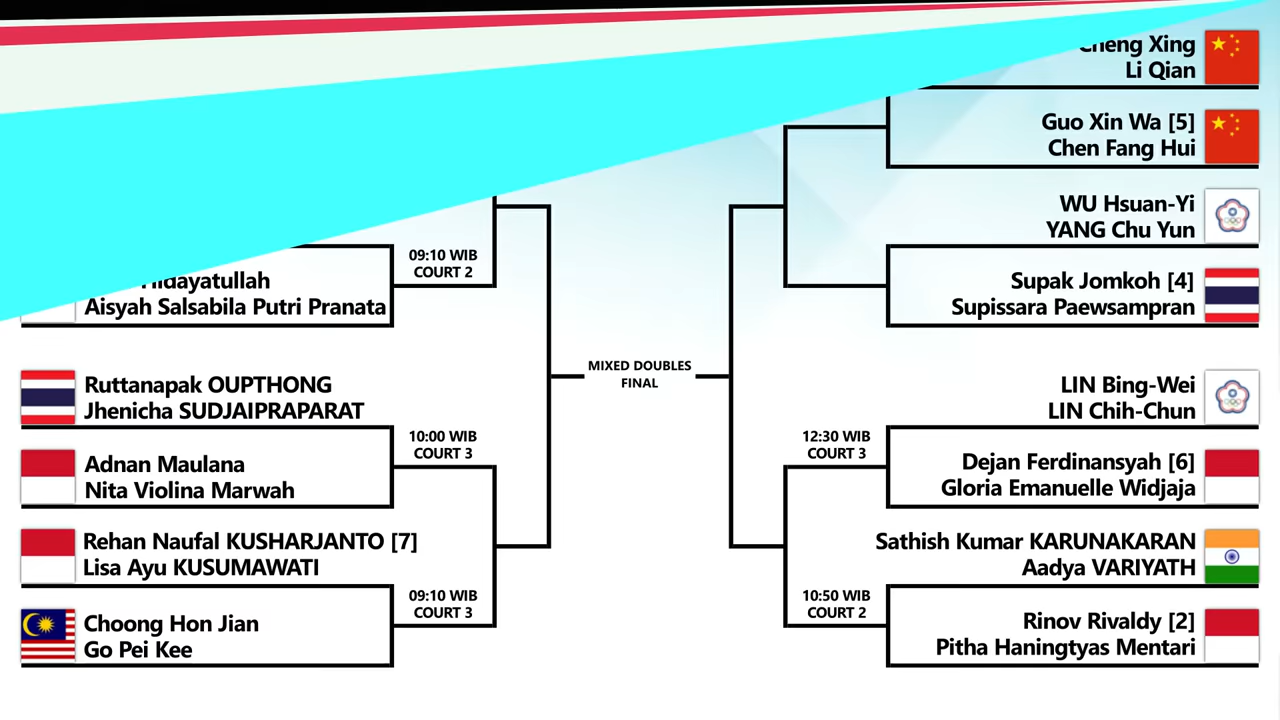 Xing
Li Qian
Guo Xin Wa [5]
Chen Fang Hui
WU Hsuan-Yi
YANG Chu Yun
Supak Jomkoh [4]
Supissara Paewsampran
09:10 WIB
COURT 2
Aisyah Salsabila Putri Pranata
MIXED DOUBLES
FINAL
Ruttanapak OUPTHONG
Jhenicha SUDJAIPRAPARAT
10:00 WIB
COURT 3
Adnan Maulana
Nita Violina Marwah
Rehan Naufal KUSHARJANTO [7]
Lisa Ayu KUSUMAWATI
09:10 WIB
COURT 3
Choong Hon Jian
Go Pei Kee
LIN Bing-Wei
LIN Chih-Chun
12:30 WIB
COURT 3
Dejan Ferdinansyah [6]
Gloria Emanuelle Widjaja
Sathish Kumar KARUNAKARAN
Aadya VARIYATH
10:50 WIB
COURT 2
Rinov Rivaldy [2]
Pitha Haningtyas Mentari